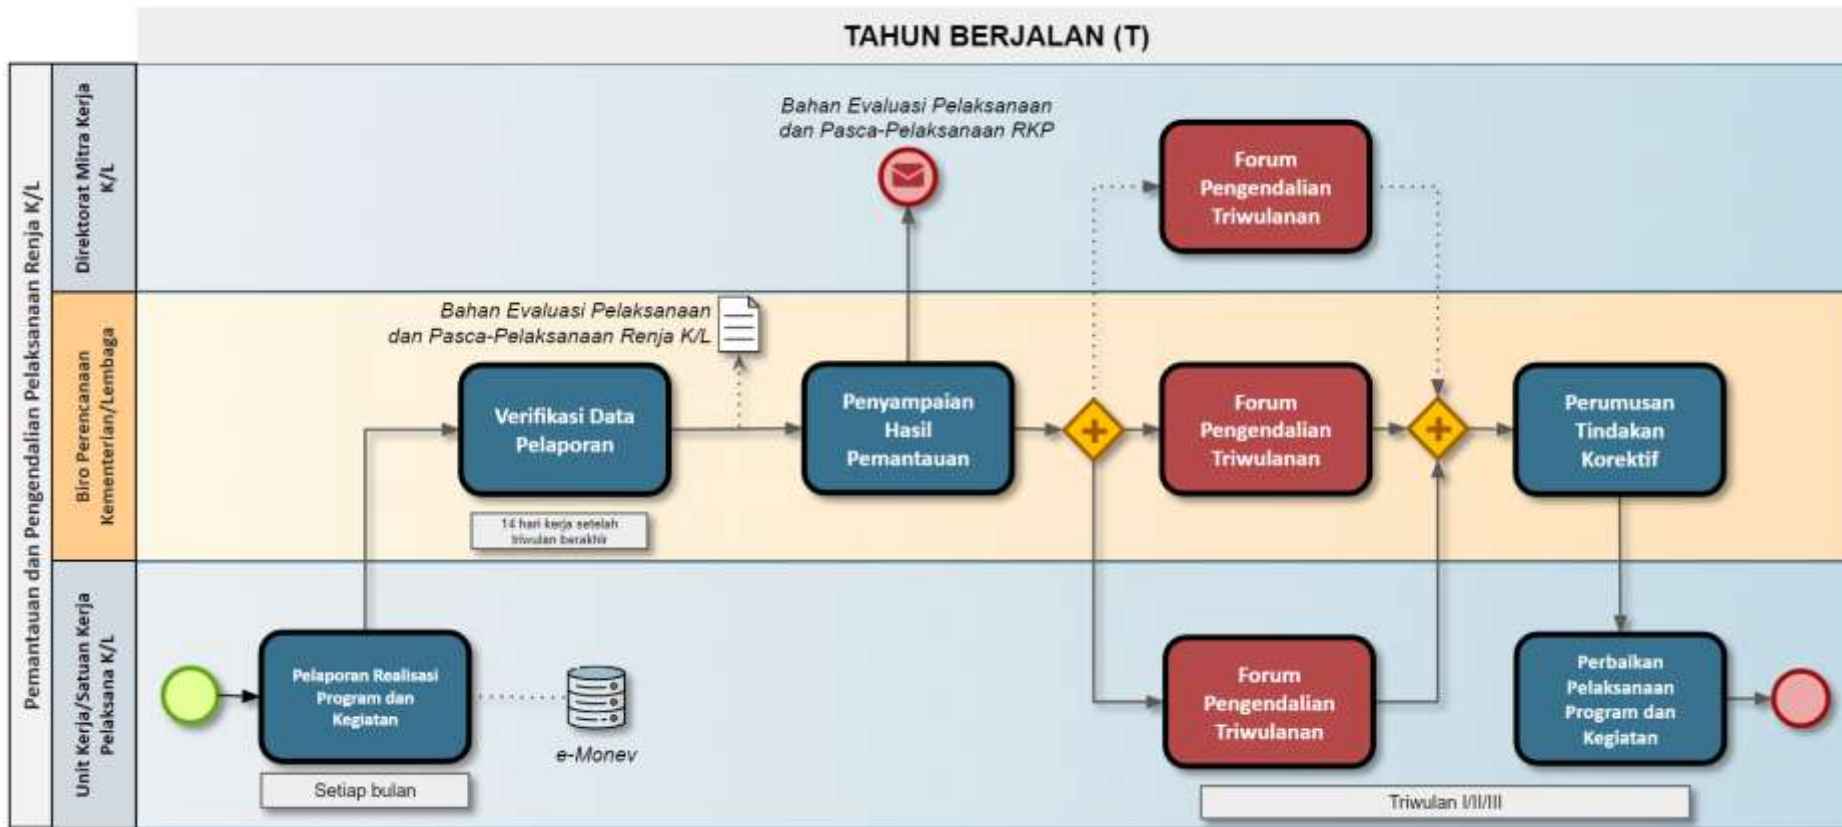 TAHUN BERJALAN (T)
Pemantauan dan Pengendalian Pelaksanaan Renja K/L
Direktorat Mitra Kerja
K/L
Bahan Evaluasi Pelaksanaan
dan Pasca-Pelaksanaan RKP
Forum
Pengendalian
Triwulanan
Biro Perencanaan
Kementerian/Lembaga
Bahan Evaluasi Pelaksanaan
dan Pasca-Pelaksanaan Renja K/L
Verifikasi Data
Pelaporan
14 hari kerja setelah
triwulan berakhir
Penyampaian
Hasil
Pemantauan
Forum
Pengendalian
Triwulanan
Perumusan
Tindakan
Korektif
Unit Kerja/Satuan Kerja
Pelaksana K/L
Pelaporan Realisasi
Program dan
Kegiatan
Setiap bulan
e-Monev
Forum
Pengendalian
Triwulanan
Perbaikan
Pelaksanaan
Program dan
Kegiatan
Triwulan I/II/III